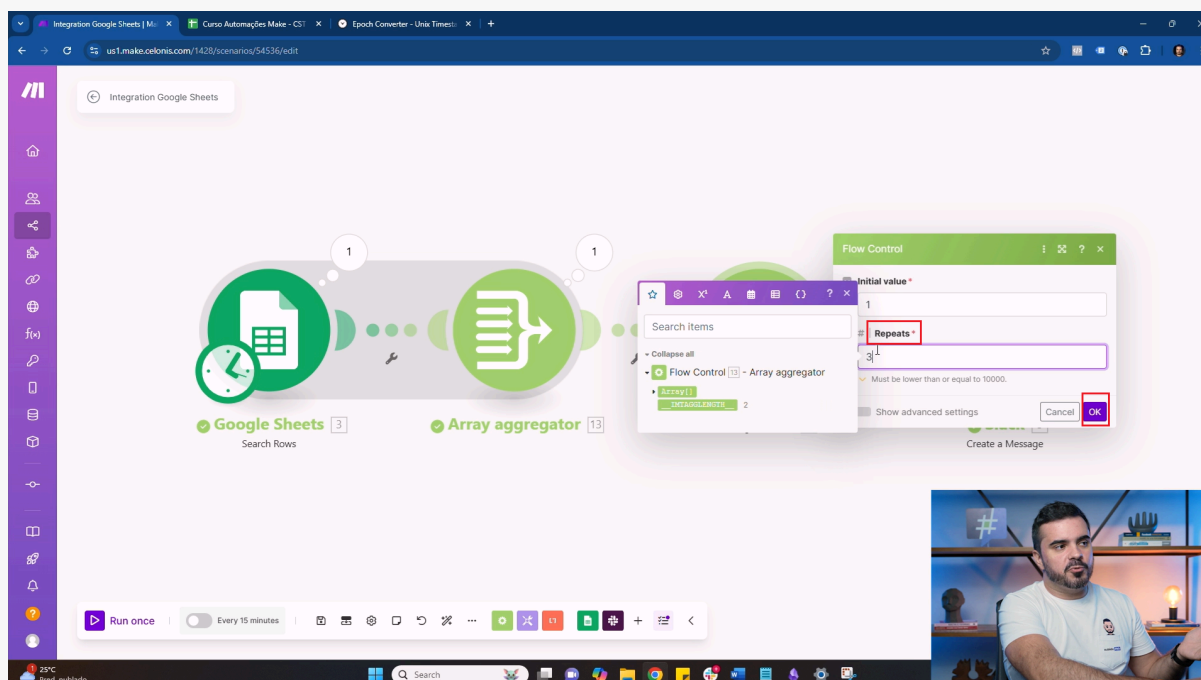 Integration Google Sheets | Ma
Curso Automações Make - CST
Epoch Converter - Unix Timesta
us1.make.celonis.com/1428/scenarios/54536/edit
Integration Google Sheets
1
1
Google Sheets 3
Search Rows
Array aggregator 13
Search items
Collapse all
Flow Control 13 - Array aggregator
Array[]
__IMTAGGLENGTH__ 2
Flow Control
Initial value *
1
# Repeats *
3
Must be lower than or equal to 10000.
Show advanced settings
Cancel
OK
Create a Message
Run once
Every 15 minutes
1
25°C
Search